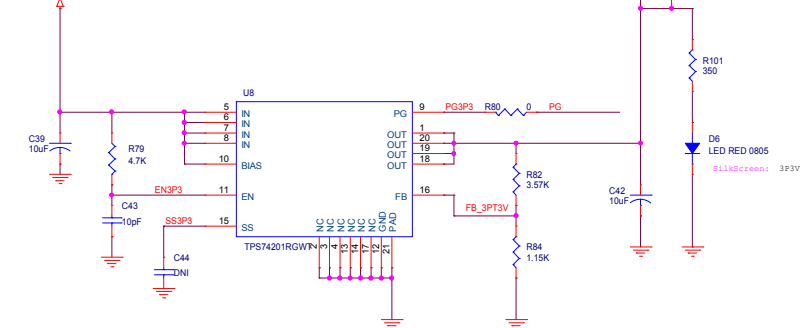 R101
350
U8
5
IN
6
IN
7
IN
8
IN
10
BIAS
11
EN
15
SS
9
PG
PG3P3
R80
0
PG
1
OUT
20
OUT
19
OUT
18
OUT
16
FB
FB_3PT3V
C39
10uF
R79
4.7K
EN3P3
C43
10pF
SS3P3
C44
DNI
NC
NC
NC
NC
NC
NC
GND
PAD
2
3
4
13
14
17
12
21
TPS74201RGWT
R82
3.57K
R84
1.15K
C42
10uF
D6
LED RED 0805
SilkScreen: 3P3V